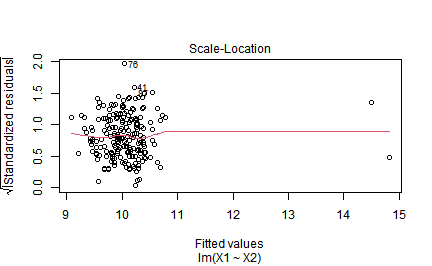 Scale-Location
√|Standardized residuals|
2.0
1.5
1.0
0.5
0.0
76
41
9 10 11 12 13 14 15
Fitted values
lm(X1 ~ X2)